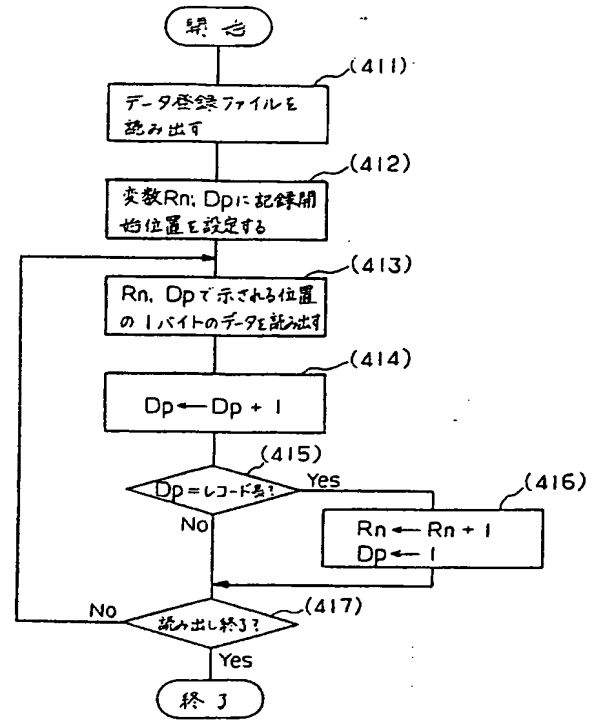 開始
(411)
データ登録ファイルを
読み出す
(412)
変数Rn, Dpに記録開
始位置を設定する
(413)
Rn, Dpで示される位置
の1バイトのデータを読み出す
(414)
Dp ← Dp + 1
(415)
Dp=レコード長?
Yes
(416)
No
Rn ← Rn + 1
Dp ← 1
(417)
No
読み出し終了?
Yes
終了